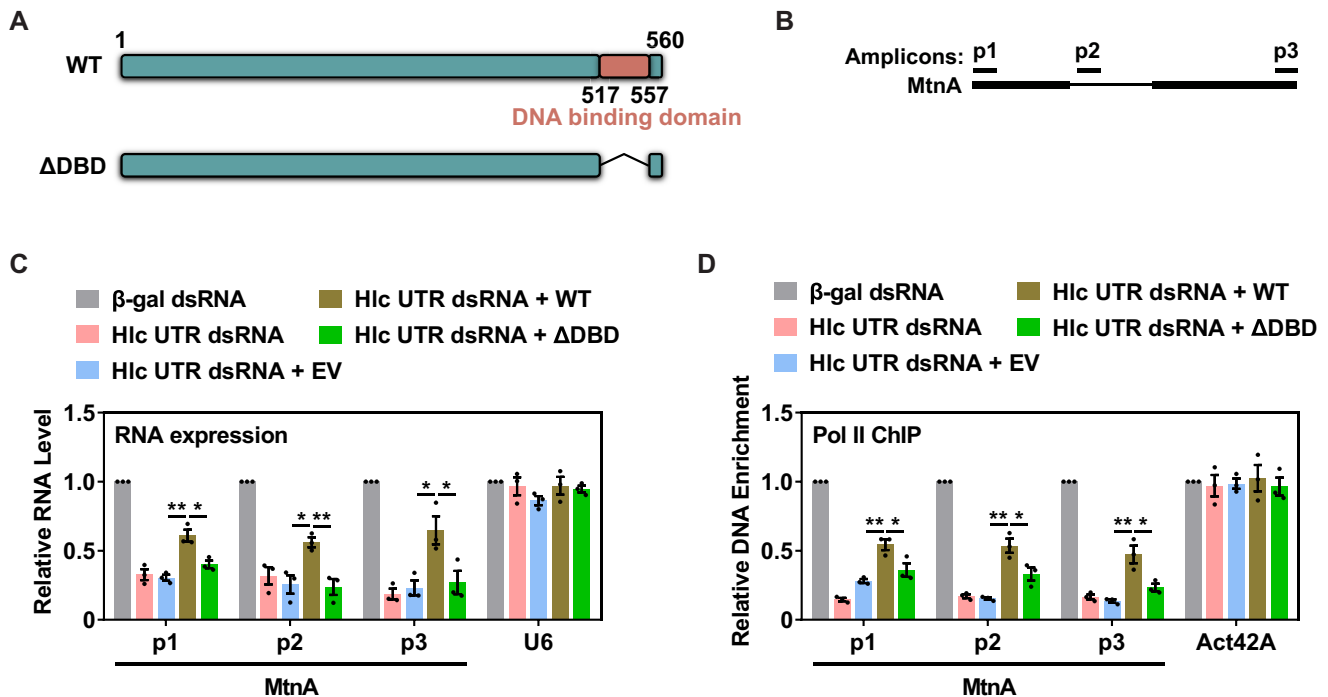 A
1 560
WT
517 557
DNA binding domain
ΔDBD
B
Amplicons: p1 p2 p3
MtnA
C
β-gal dsRNA
Hlc UTR dsRNA
Hlc UTR dsRNA + EV
Hlc UTR dsRNA + WT
Hlc UTR dsRNA + ΔDBD
Relative RNA Level
1.5
1.0
0.5
0
RNA expression
** *
* **
* *
p1 p2 p3 U6
MtnA
D
β-gal dsRNA
Hlc UTR dsRNA
Hlc UTR dsRNA + EV
Hlc UTR dsRNA + WT
Hlc UTR dsRNA + ΔDBD
Relative DNA Enrichment
1.5
1.0
0.5
0
Pol II ChIP
** *
** *
** *
p1 p2 p3 Act42A
MtnA